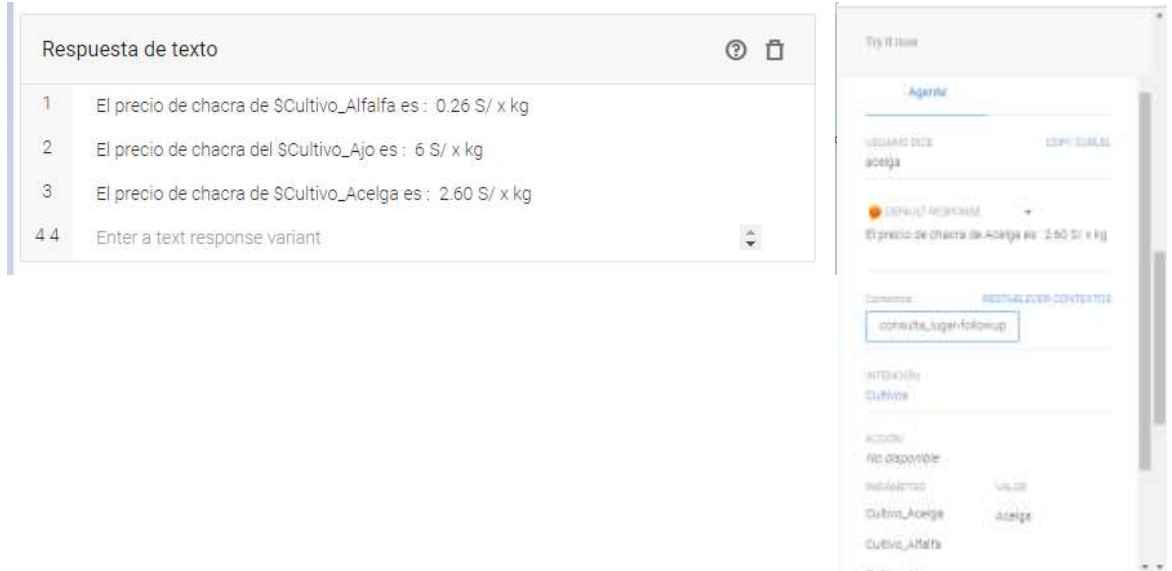 Respuesta de texto
1 El precio de chacra de $Cultivo_Alfalfa es : 0.26 S/ x kg
2 El precio de chacra del $Cultivo_Ajo es : 6 S/ x kg
3 El precio de chacra de $Cultivo_Acelga es : 2.60 S/ x kg
4 4 Enter a text response variant
Try it now
Agente
USUARIO DICE COPY CURL
acelga
DEFAULT RESPONSE
El precio de chacra de Acelga es : 2.60 S/ x kg
RESTABLECER CONTEXTOS
consulta_lugar-followup
INTENCIÓN
Cultivos
ACCIÓN
No disponible
PARÁMETRO VALOR
Cultivo_Acelga Acelga
Cultivo_Alfalfa